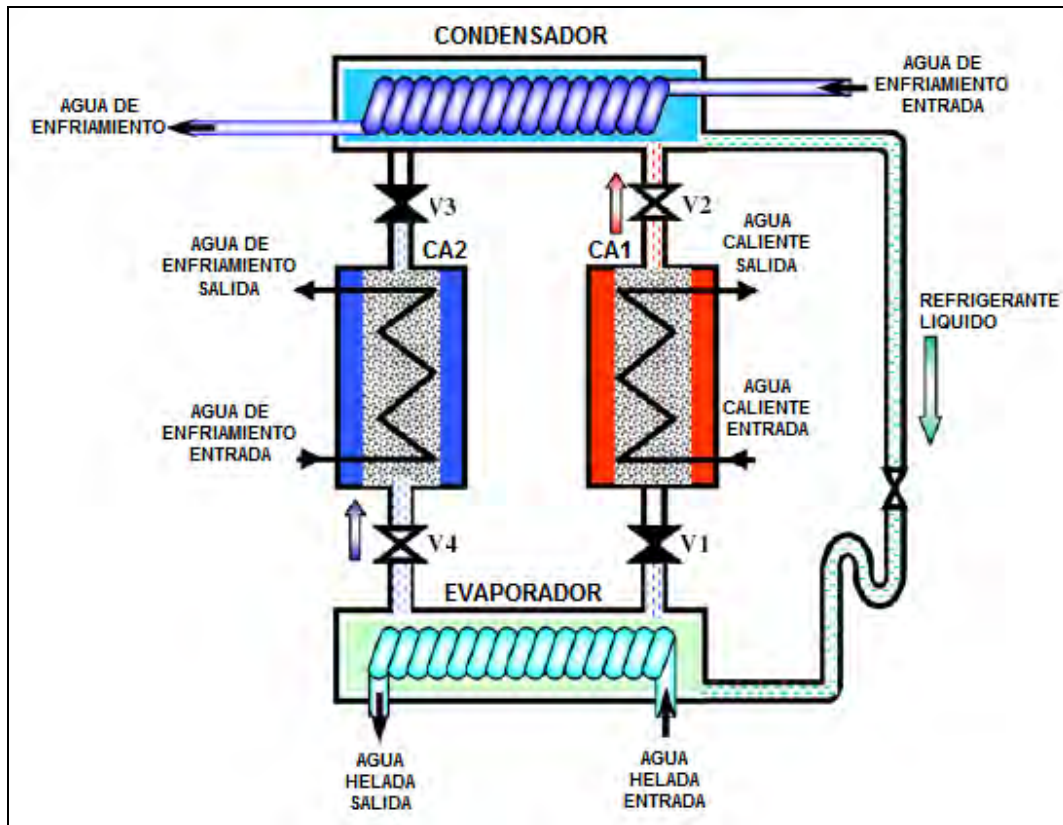 CONDENSADOR
AGUA DE
ENFRIAMIENTO
ENTRADA
AGUA DE
ENFRIAMIENTO
V3
V2
AGUA DE
ENFRIAMIENTO
SALIDA
CA2
CA1
AGUA
CALIENTE
SALIDA
REFRIGERANTE
LIQUIDO
AGUA DE
ENFRIAMIENTO
ENTRADA
AGUA
CALIENTE
ENTRADA
V4
V1
EVAPORADOR
AGUA
HELADA
SALIDA
AGUA
HELADA
ENTRADA